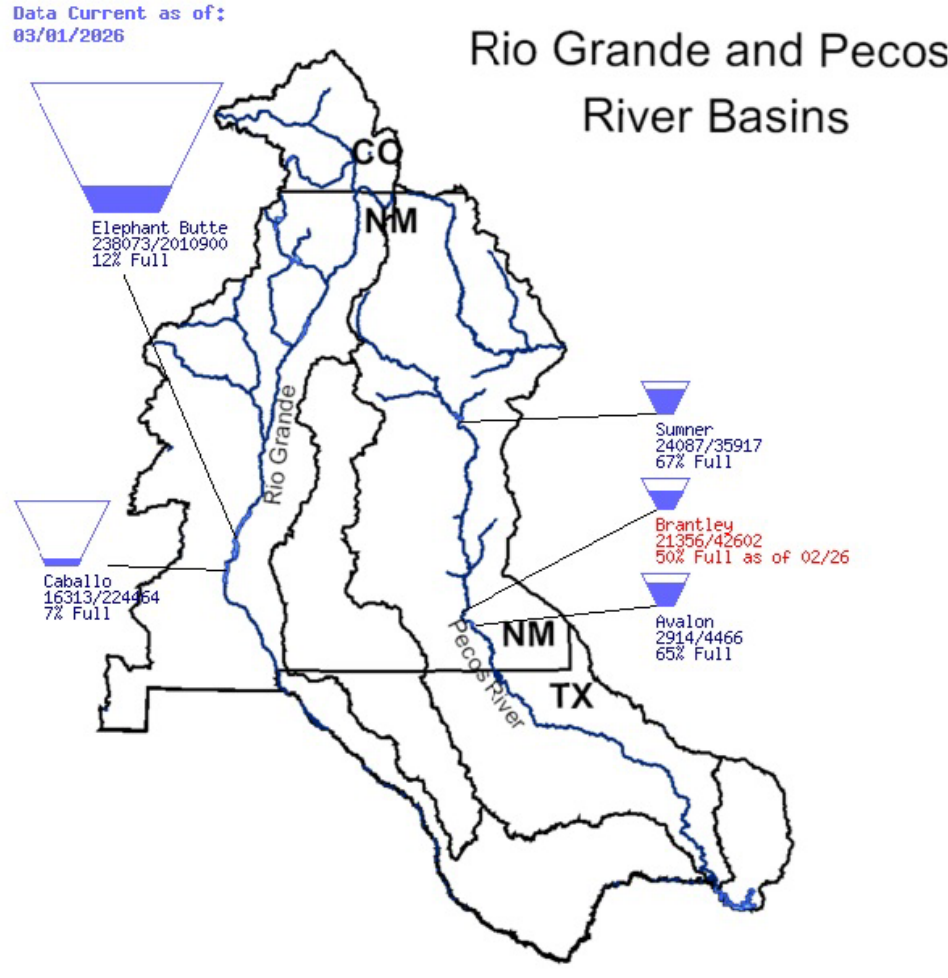 Data Current as of:
03/01/2026
Rio Grande and Pecos
River Basins
CO
NM
Elephant Butte
238073/2010900
12% Full
Rio Grande
Sumner
24087/35917
67% Full
Brantley
21356/42602
50% Full as of 02/26
Caballo
16313/224464
7% Full
Avalon
2914/4466
65% Full
NM
Pecos River
TX